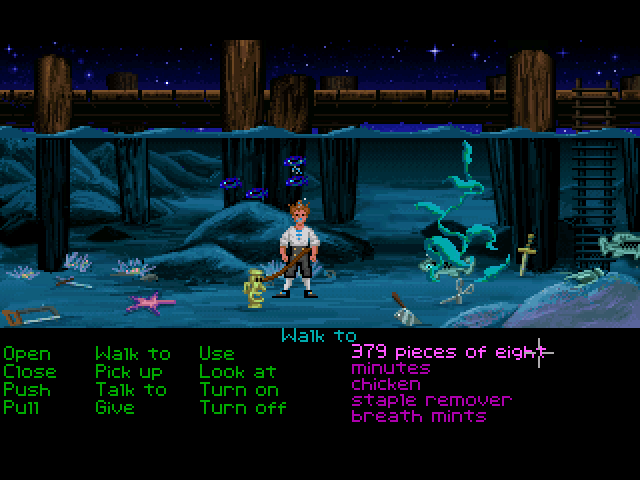 Walk to
Open Walk to Use 379 pieces of eight
Close Pick up Look at minutes
Push Talk to Turn on chicken
Pull Give Turn off staple remover
breath mints